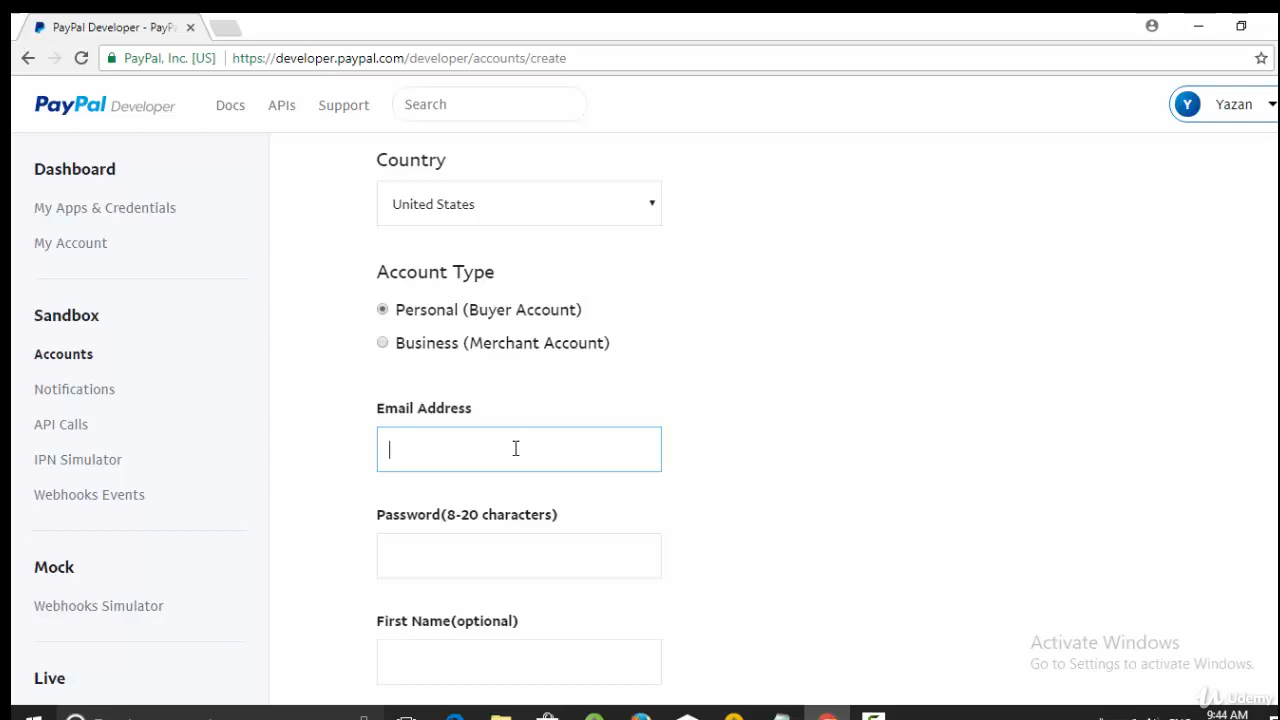 PayPal Developer - PayPa
PayPal, Inc. [US] https://developer.paypal.com/developer/accounts/create
PayPal Developer Docs APIs Support Search Y Yazan
Dashboard
My Apps & Credentials
My Account
Sandbox
Accounts
Notifications
API Calls
IPN Simulator
Webhooks Events
Mock
Webhooks Simulator
Live
Country
United States
Account Type
Personal (Buyer Account)
Business (Merchant Account)
Email Address
Password(8-20 characters)
First Name(optional)
Activate Windows
Go to Settings to activate Windows.
Udemy
9:44 AM